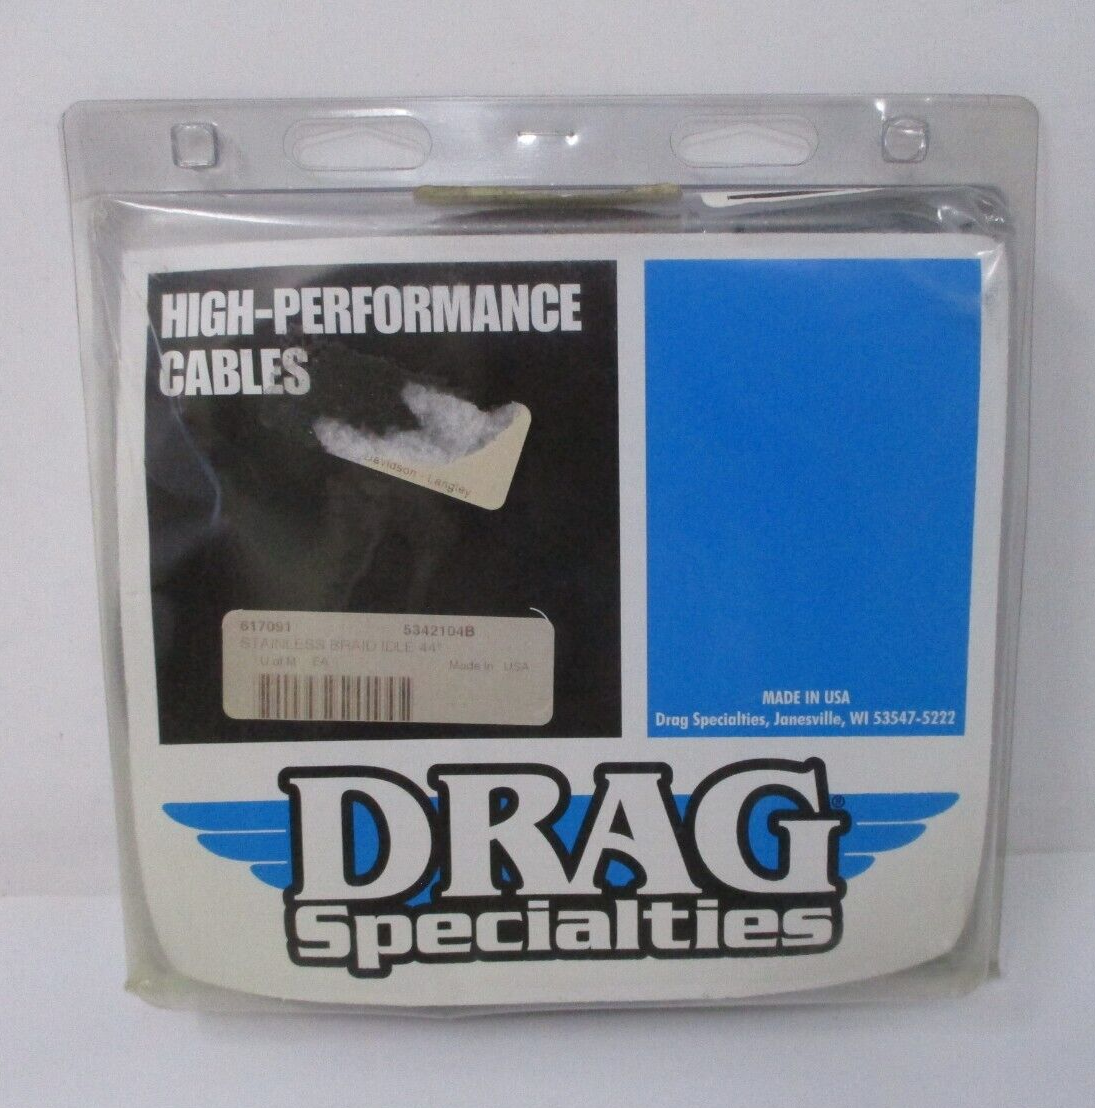 HIGH-PERFORMANCE
CABLES
Davidson - Langley
617091 5342104B
STAINLESS BRAID IDLE 44"
U of M EA
Made In USA
MADE IN USA
Drag Specialties, Janesville, WI 53547-5222
DRAG®
Specialties